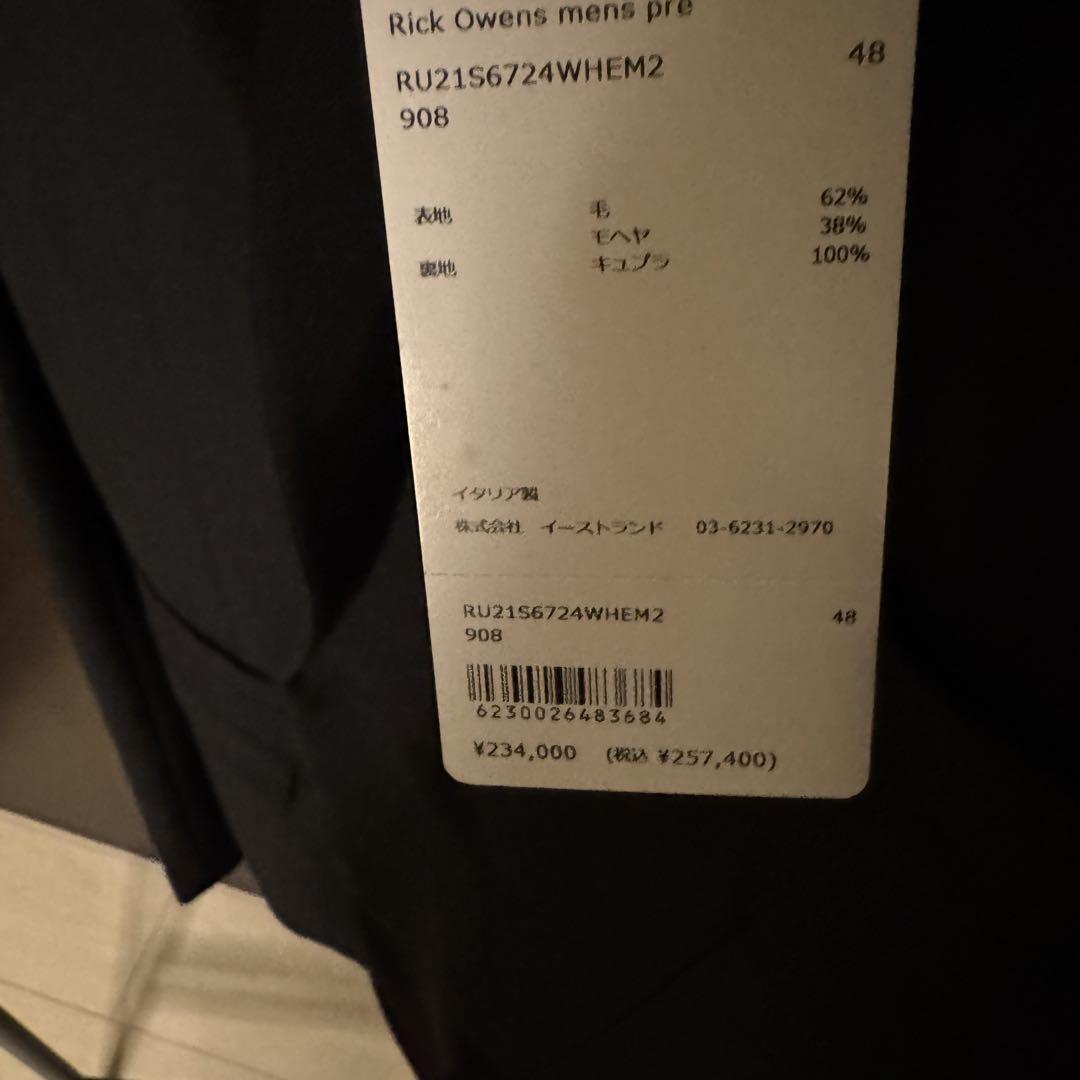 Rick Owens mens pre
RU21S6724WHEM2 48
908
表地 毛 62%
モヘヤ 38%
裏地 キュプラ 100%
イタリア製
株式会社 イーストランド 03-6231-2970
RU21S6724WHEM2 48
908
6230026483684
¥234,000 (税込 ¥257,400)